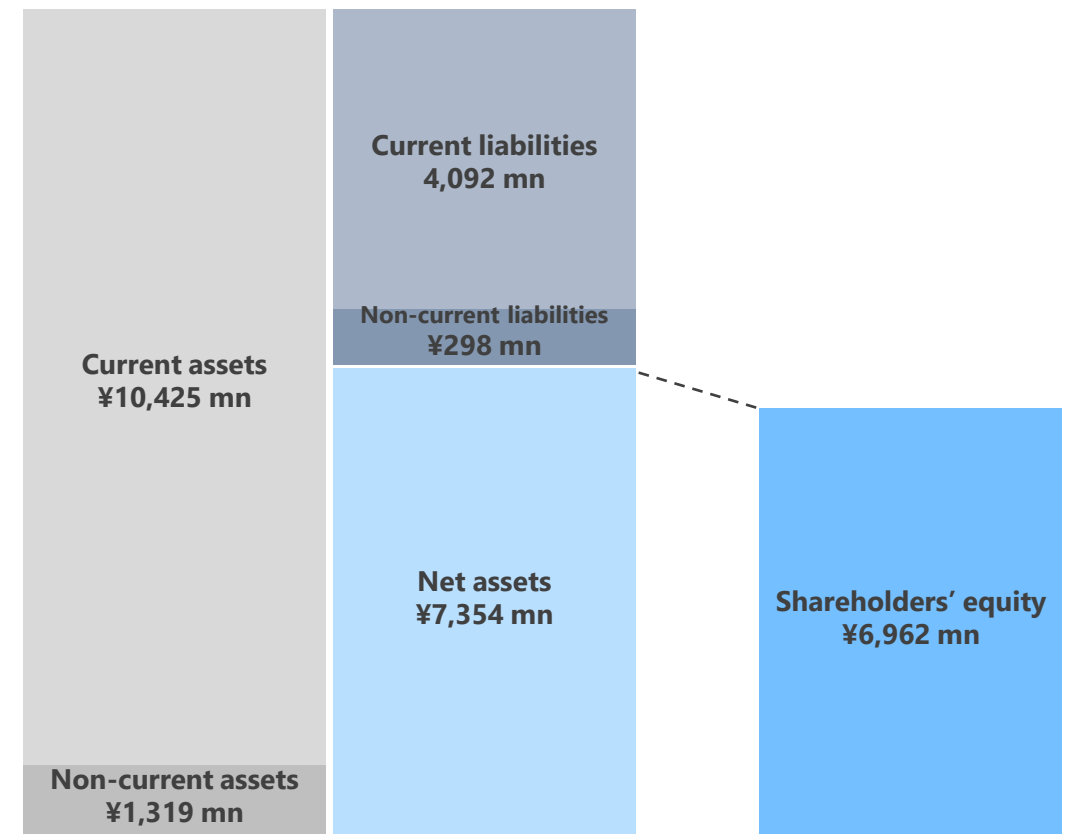 Current assets
¥10,425 mn
Non-current assets
¥1,319 mn
Current liabilities
4,092 mn
Non-current liabilities
¥298 mn
Net assets
¥7,354 mn
Shareholders’ equity
¥6,962 mn